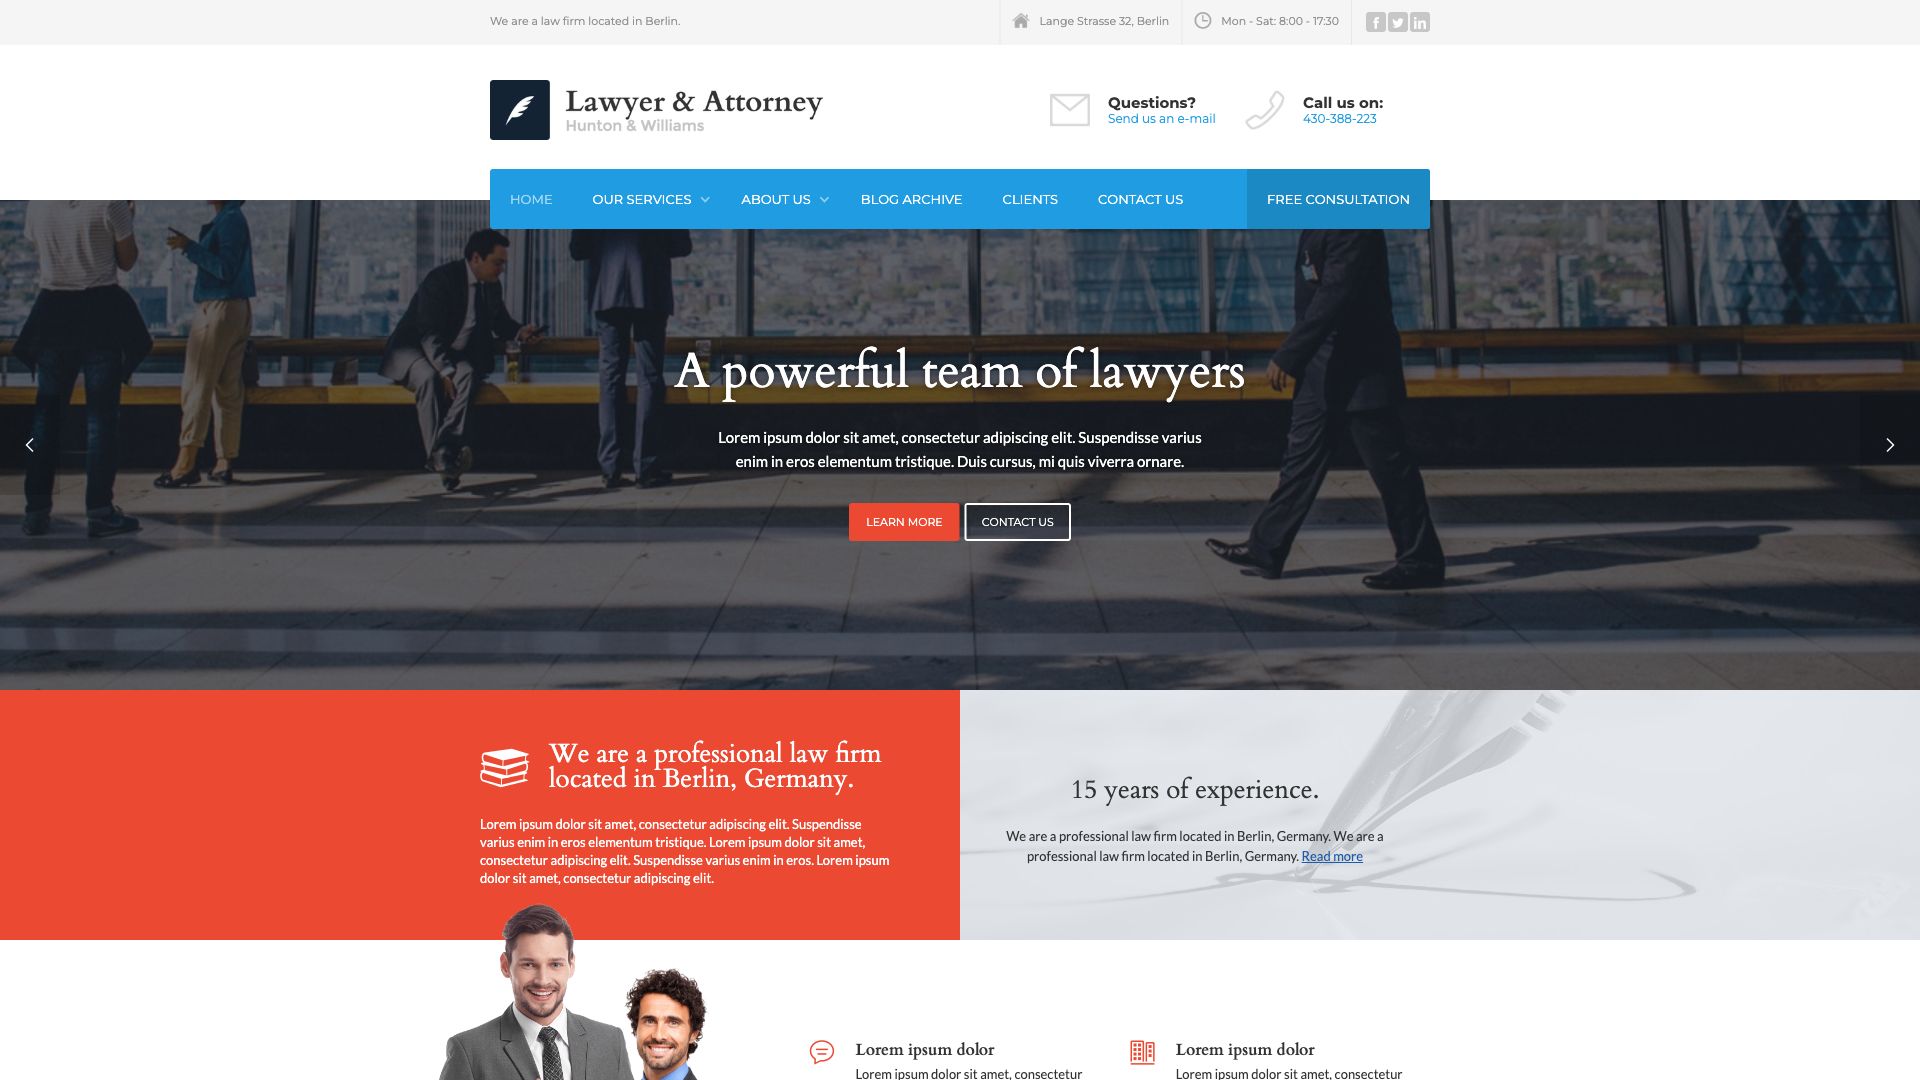 We are a law firm located in Berlin.
Lange Strasse 32, Berlin
Mon - Sat: 8:00 - 17:30
Lawyer & Attorney
Hunton & Williams
Questions?
Send us an e-mail
Call us on:
430-388-223
HOME
OUR SERVICES
ABOUT US
BLOG ARCHIVE
CLIENTS
CONTACT US
FREE CONSULTATION
A powerful team of lawyers
Lorem ipsum dolor sit amet, consectetur adipiscing elit. Suspendisse varius
enim in eros elementum tristique. Duis cursus, mi quis viverra ornare.
LEARN MORE
CONTACT US
We are a professional law firm
located in Berlin, Germany.
Lorem ipsum dolor sit amet, consectetur adipiscing elit. Suspendisse
varius enim in eros elementum tristique. Lorem ipsum dolor sit amet,
consectetur adipiscing elit. Suspendisse varius enim in eros. Lorem ipsum
dolor sit amet, consectetur adipiscing elit.
15 years of experience.
We are a professional law firm located in Berlin, Germany. We are a
professional law firm located in Berlin, Germany. Read more
Lorem ipsum dolor
Lorem ipsum dolor sit amet, consectetur
Lorem ipsum dolor
Lorem ipsum dolor sit amet, consectetur